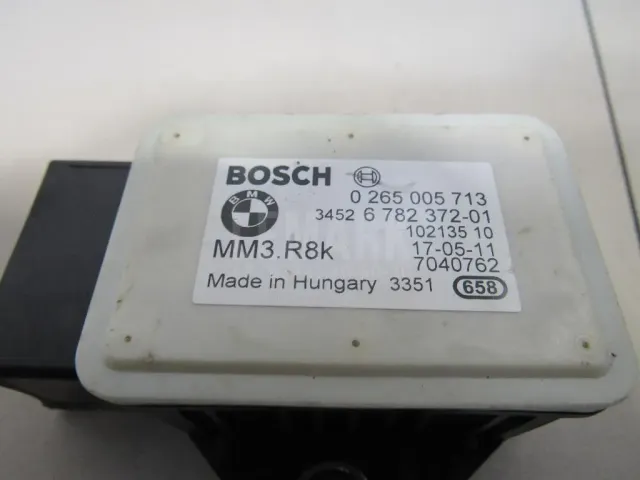 BOSCH 0 265 005 713
BMW 3452 6 782 372-01
102135 10
MM3.R8k 17-05-11
7040762
Made in Hungary 3351 658